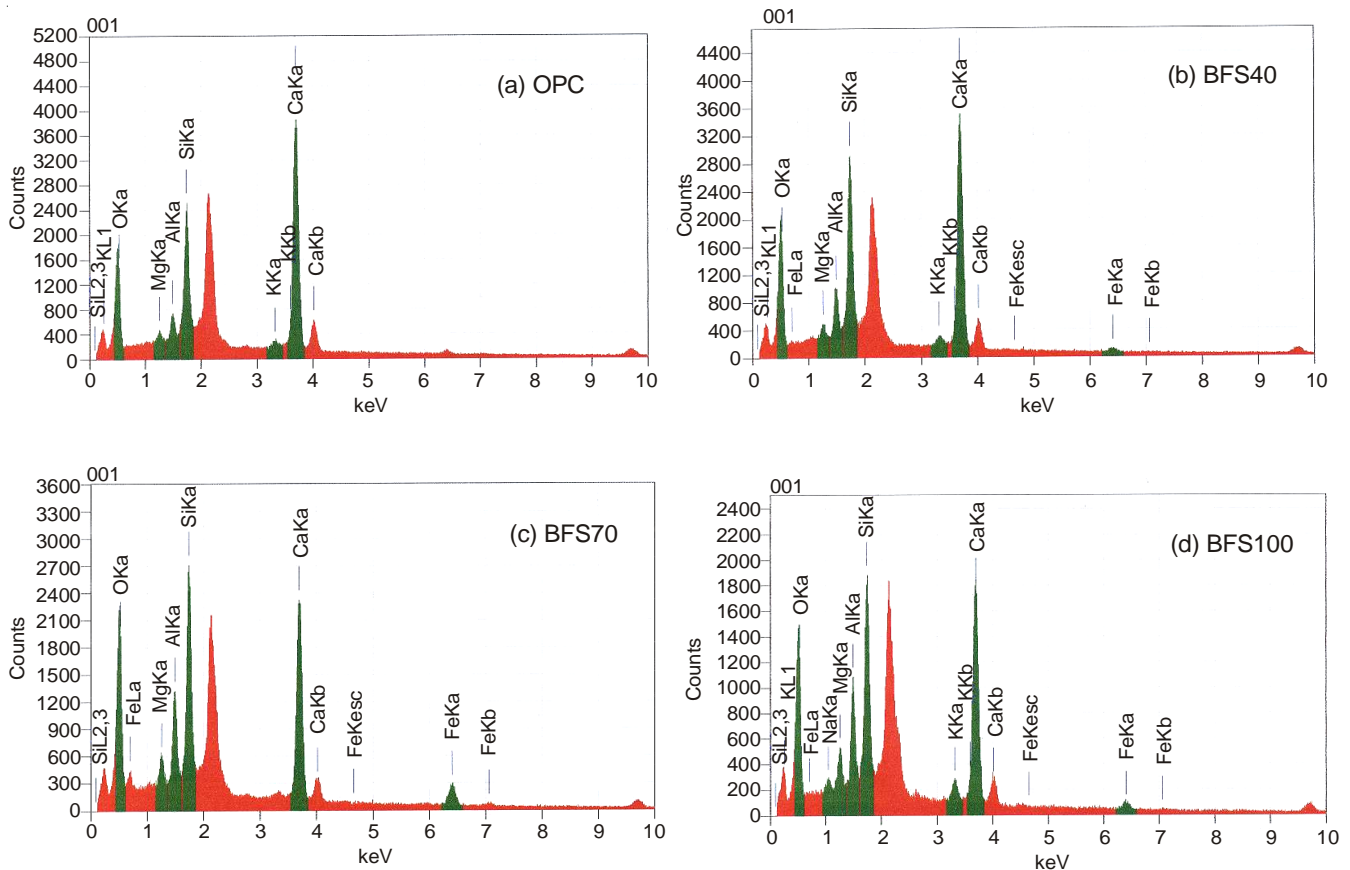 001
(a) OPC
Counts
5200
4800
4400
4000
3600
3200
2800
2400
2000
1600
1200
800
400
0
SiL2,3
KL1
OKa
MgKa
AlKa
SiKa
KKa
KKb
CaKa
CaKb
0 1 2 3 4 5 6 7 8 9 10
keV
001
(b) BFS40
Counts
4400
4000
3600
3200
2800
2400
2000
1600
1200
800
400
0
SiL2,3
KL1
OKa
FeLa
MgKa
AlKa
SiKa
KKa
KKb
CaKa
CaKb
FeKesc
FeKa
FeKb
0 1 2 3 4 5 6 7 8 9 10
keV
001
(c) BFS70
Counts
3600
3300
3000
2700
2400
2100
1800
1500
1200
900
600
300
0
SiL2,3
OKa
FeLa
MgKa
AlKa
SiKa
CaKa
CaKb
FeKesc
FeKa
FeKb
0 1 2 3 4 5 6 7 8 9 10
keV
001
(d) BFS100
Counts
2400
2200
2000
1800
1600
1400
1200
1000
800
600
400
200
0
SiL2,3
KL1
OKa
FeLa
NaKa
MgKa
AlKa
SiKa
KKa
KKb
CaKa
CaKb
FeKesc
FeKa
FeKb
0 1 2 3 4 5 6 7 8 9 10
keV